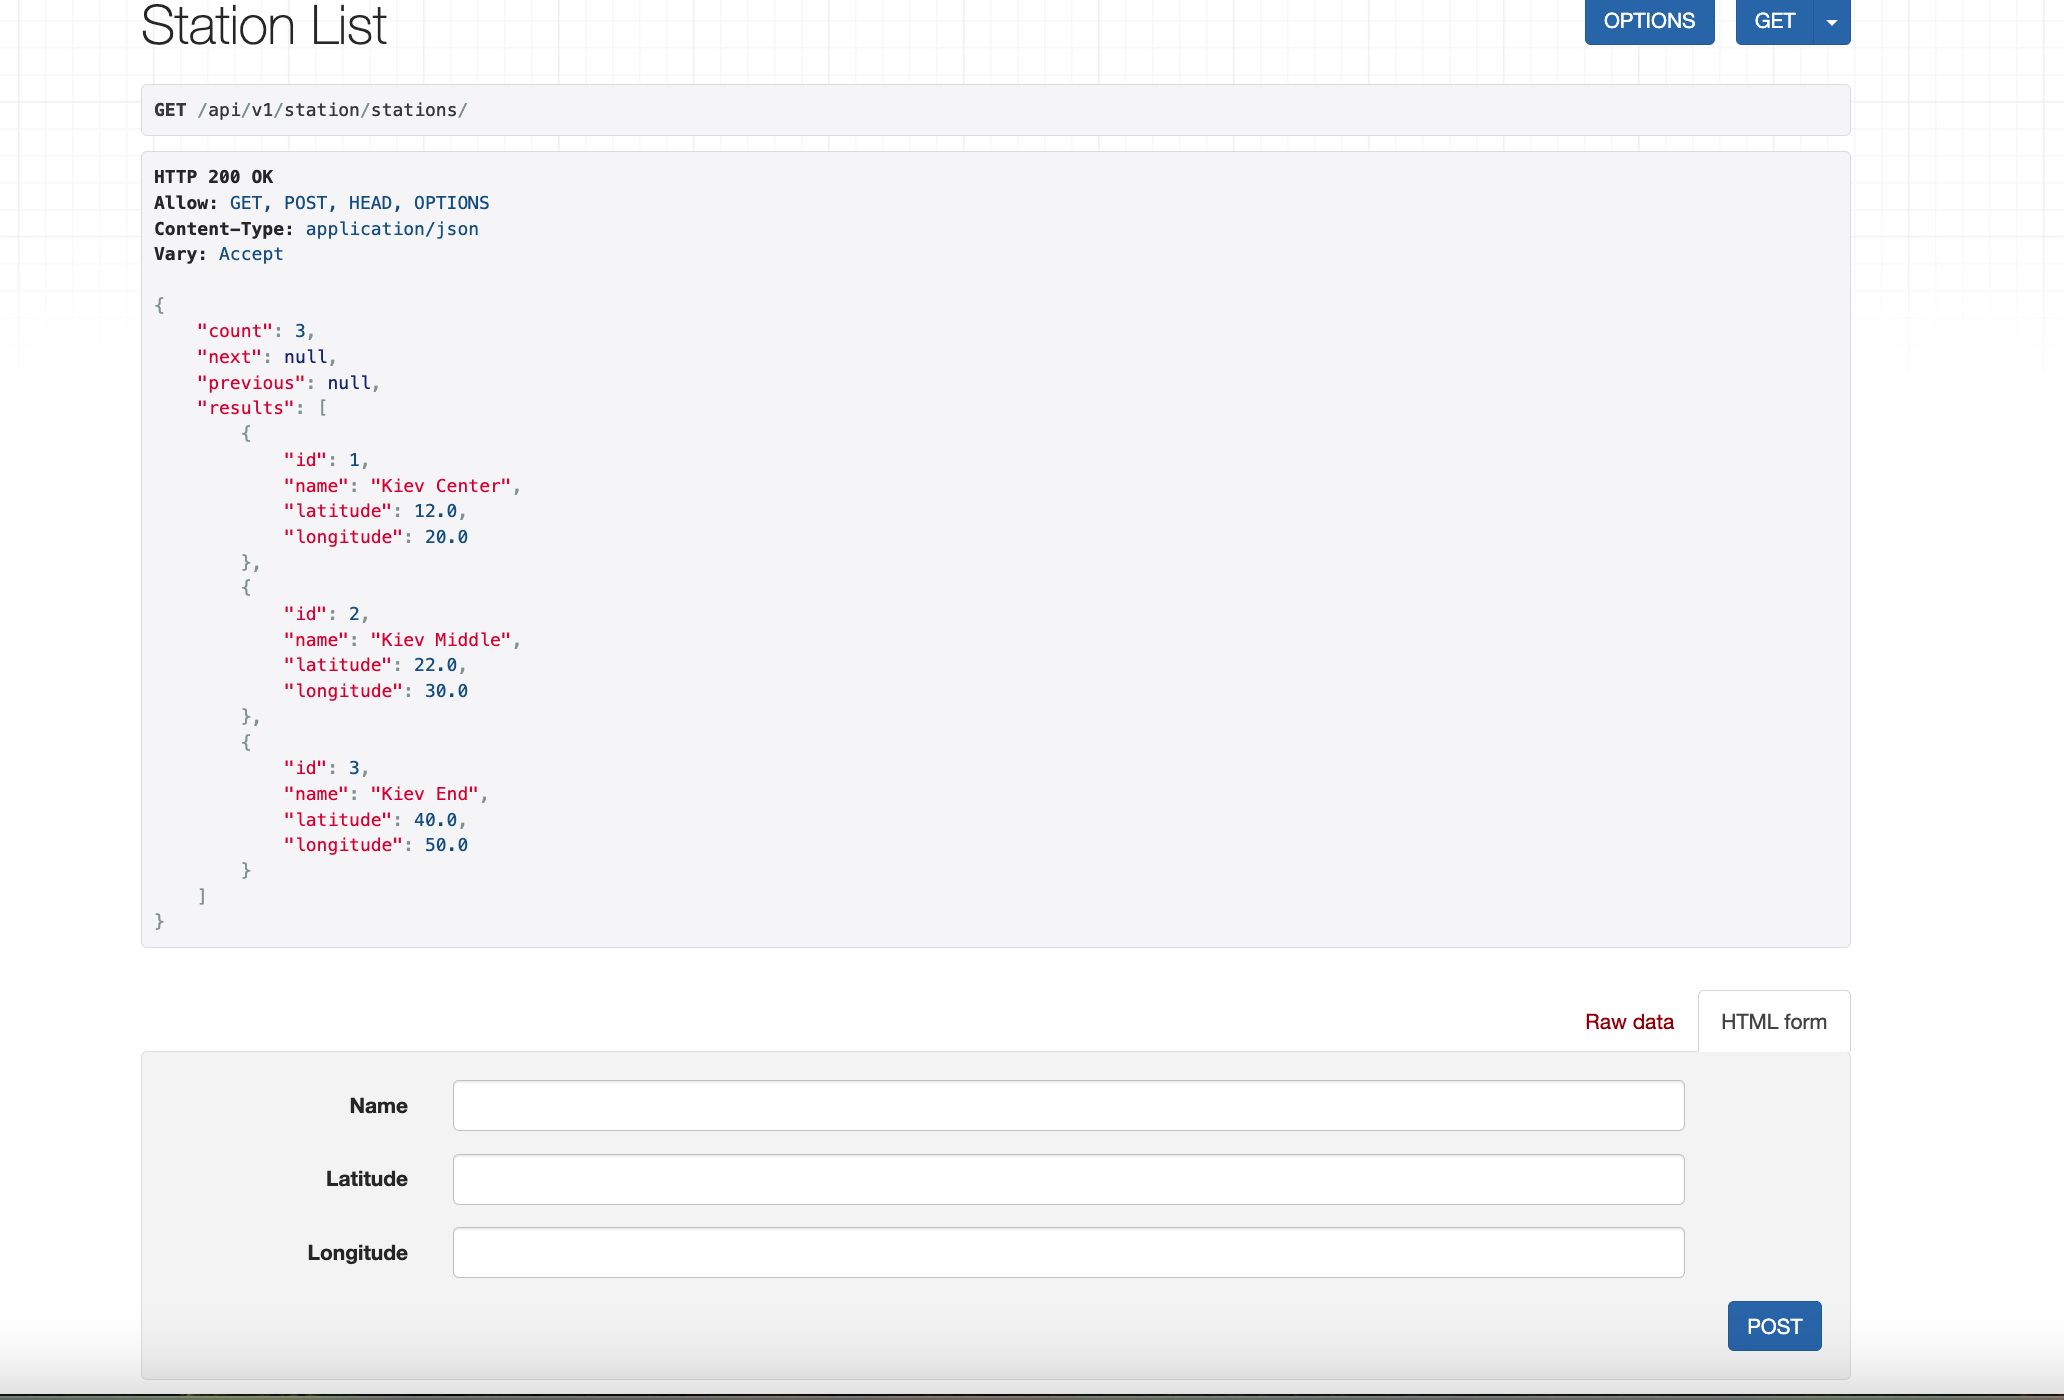 Station List
OPTIONS
GET
GET /api/v1/station/stations/
HTTP 200 OK
Allow: GET, POST, HEAD, OPTIONS
Content-Type: application/json
Vary: Accept
{
    "count": 3,
    "next": null,
    "previous": null,
    "results": [
        {
            "id": 1,
            "name": "Kiev Center",
            "latitude": 12.0,
            "longitude": 20.0
        },
        {
            "id": 2,
            "name": "Kiev Middle",
            "latitude": 22.0,
            "longitude": 30.0
        },
        {
            "id": 3,
            "name": "Kiev End",
            "latitude": 40.0,
            "longitude": 50.0
        }
    ]
}
Raw data
HTML form
Name
Latitude
Longitude
POST